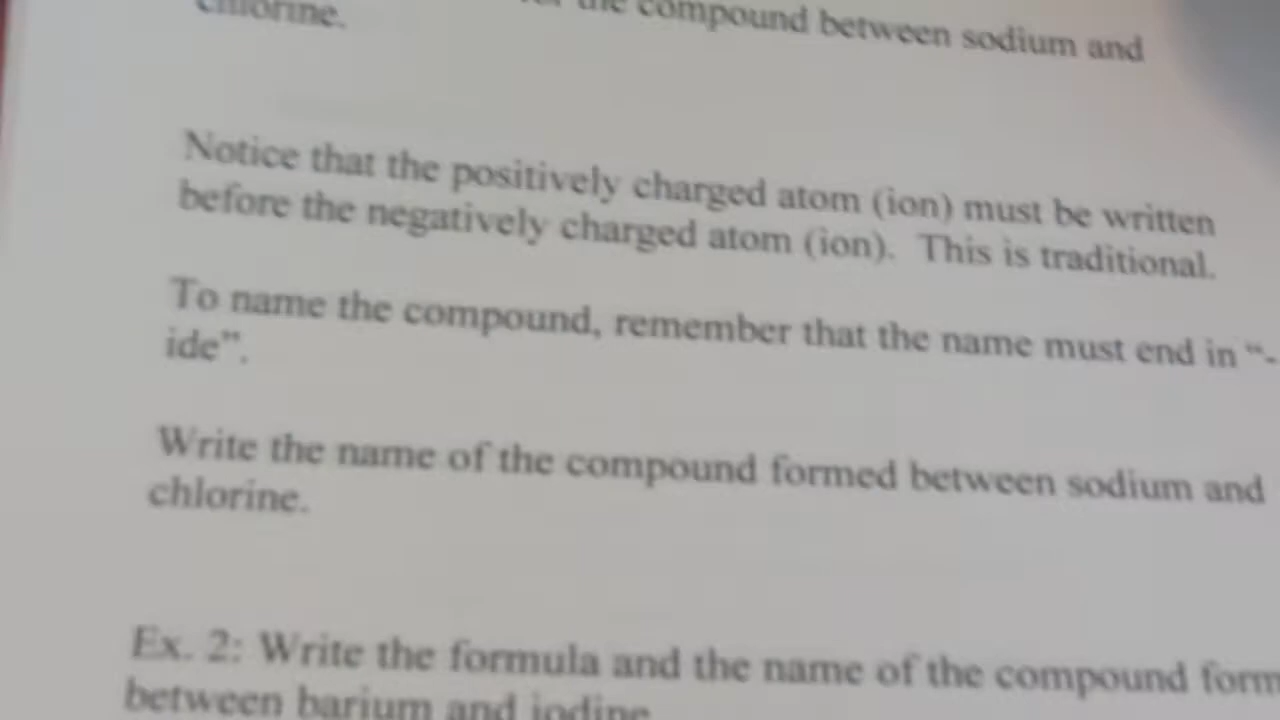 the compound between sodium and
chlorine.
Notice that the positively charged atom (ion) must be written
before the negatively charged atom (ion). This is traditional.
To name the compound, remember that the name must end in “-
ide”.
Write the name of the compound formed between sodium and
chlorine.
Ex. 2: Write the formula and the name of the compound form
between barium and iodine